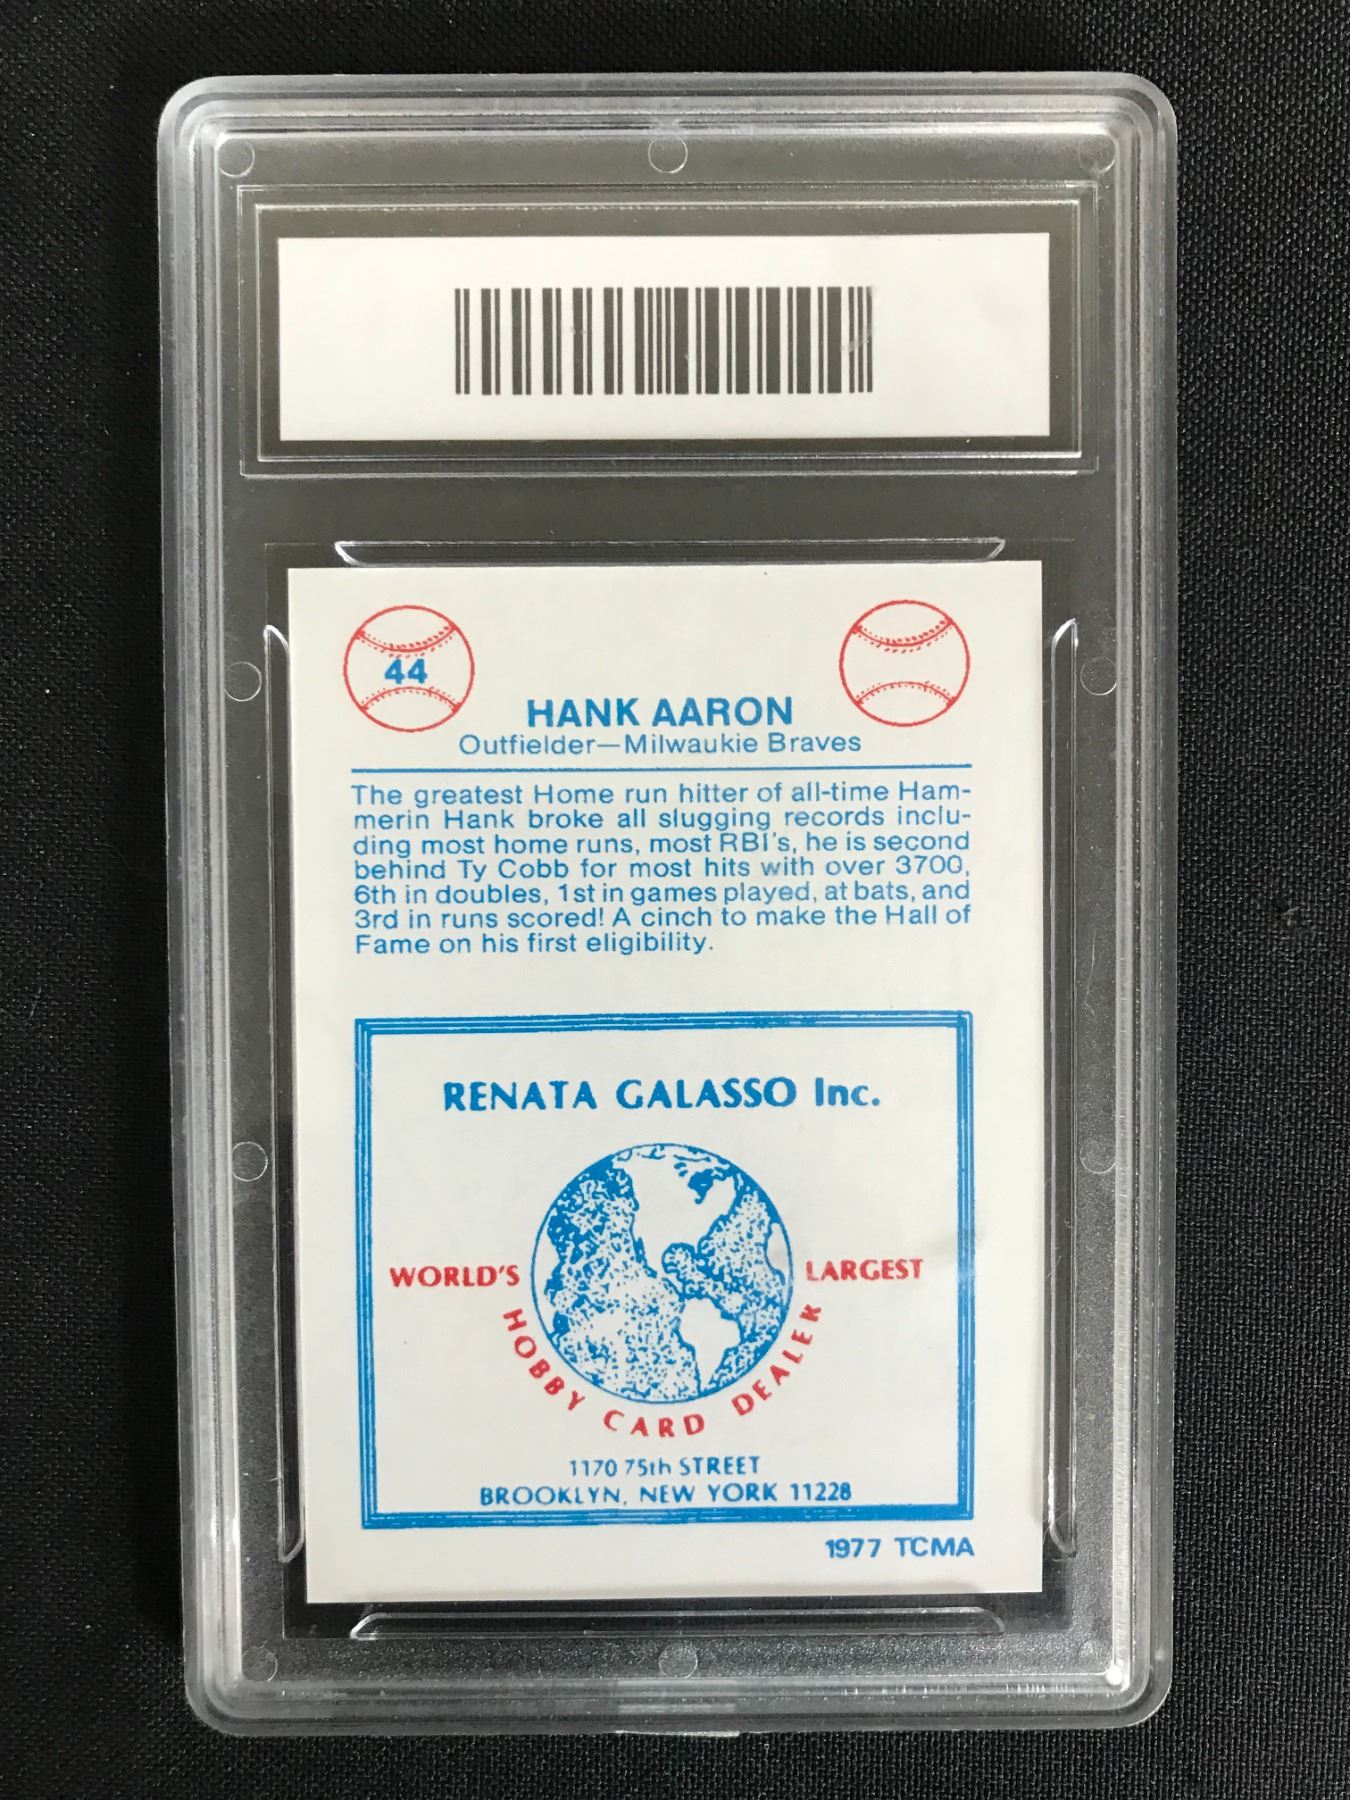 44
HANK AARON
Outfielder—Milwaukie Braves
The greatest Home run hitter of all-time Ham-
merin Hank broke all slugging records inclu-
ding most home runs, most RBI's, he is second
behind Ty Cobb for most hits with over 3700,
6th in doubles, 1st in games played, at bats, and
3rd in runs scored! A cinch to make the Hall of
Fame on his first eligibility.
RENATA GALASSO Inc.
WORLD'S LARGEST
HOBBY CARD DEALER
1170 75th STREET
BROOKLYN, NEW YORK 11228
1977 TCMA